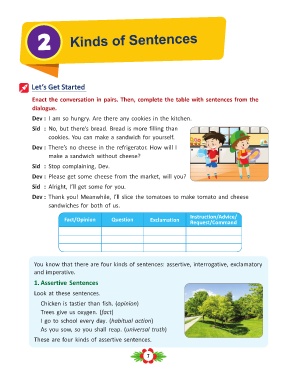 2
Kinds of Sentences
Let's Get Started
Enact the conversation in pairs. Then, complete the table with sentences from the
dialogue.
Dev : I am so hungry. Are there any cookies in the kitchen.
Sid : No, but there's bread. Bread is more filling than
cookies. You can make a sandwich for yourself.
Dev : There's no cheese in the refrigerator. How will I
make a sandwich without cheese?
Sid : Stop complaining, Dev.
Dev : Please get some cheese from the market, will you?
Sid : Alright, I'll get some for you.
Dev : Thank you! Meanwhile, I'll slice the tomatoes to make tomato and cheese
sandwiches for both of us.
Fact/Opinion Question Exclamation Instruction/Advice/
Request/Command
You know that there are four kinds of sentences: assertive, interrogative, exclamatory
and imperative.
1. Assertive Sentences
Look at these sentences.
Chicken is tastier than fish. (opinion)
Trees give us oxygen. (fact)
I go to school every day. (habitual action)
As you sow, so you shall reap. (universal truth)
These are four kinds of assertive sentences.
7